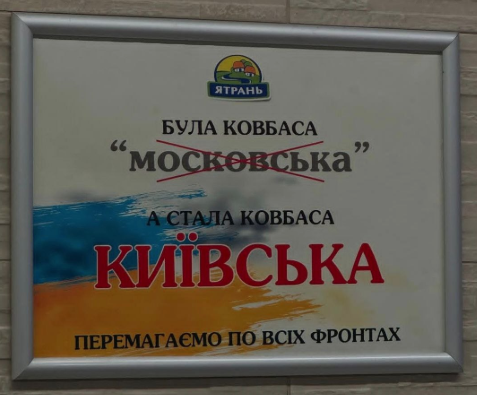 ЯТРАНЬ
БУЛА КОВБАСА
“МОСКОВСЬКА”
А СТАЛА КОВБАСА
КИЇВСЬКА
ПЕРЕМАГАЄМО ПО ВСІХ ФРОНТАХ